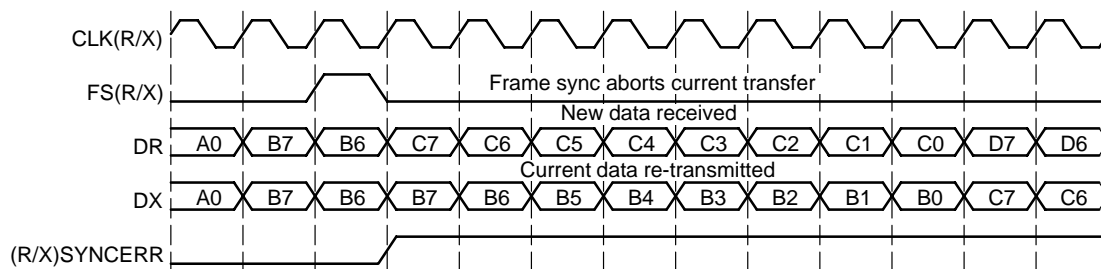 CLK(R/X)
FS(R/X)
Frame sync aborts current transfer
New data received
DR A0 B7 B6 C7 C6 C5 C4 C3 C2 C1 C0 D7 D6
Current data re-transmitted
DX A0 B7 B6 B7 B6 B5 B4 B3 B2 B1 B0 C7 C6
(R/X)SYNCERR